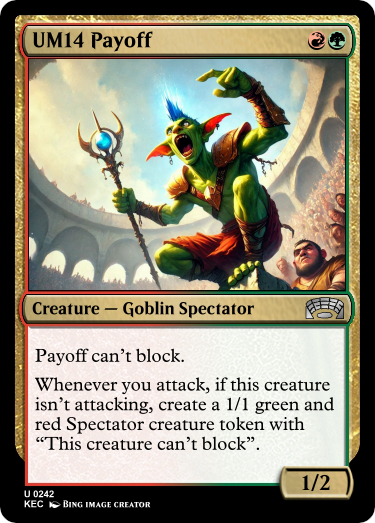 UM14 Payoff
Creature — Goblin Spectator
Payoff can't block.
Whenever you attack, if this creature
isn't attacking, create a 1/1 green and
red Spectator creature token with
“This creature can't block”.
1/2
U 0242
KEC BING IMAGE CREATOR